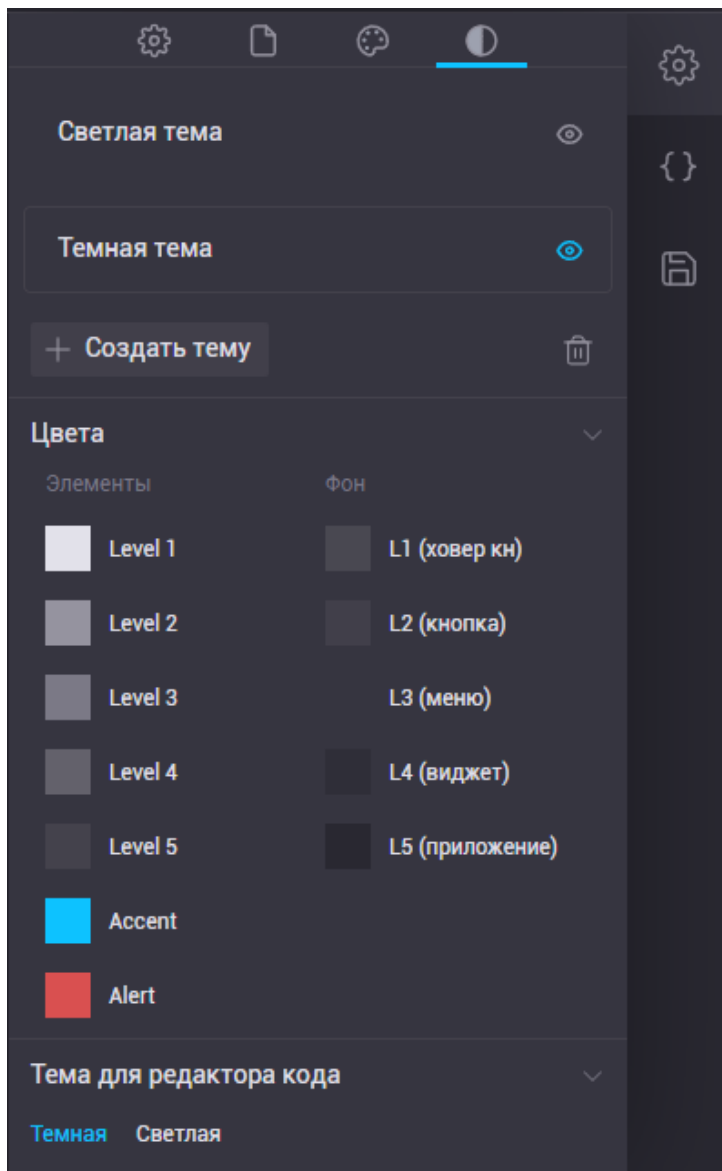 Светлая тема
Темная тема
Создать тему
Цвета
Элементы Фон
Level 1 L1 (ховер кн)
Level 2 L2 (кнопка)
Level 3 L3 (меню)
Level 4 L4 (виджет)
Level 5 L5 (приложение)
Accent
Alert
Тема для редактора кода
Темная Светлая